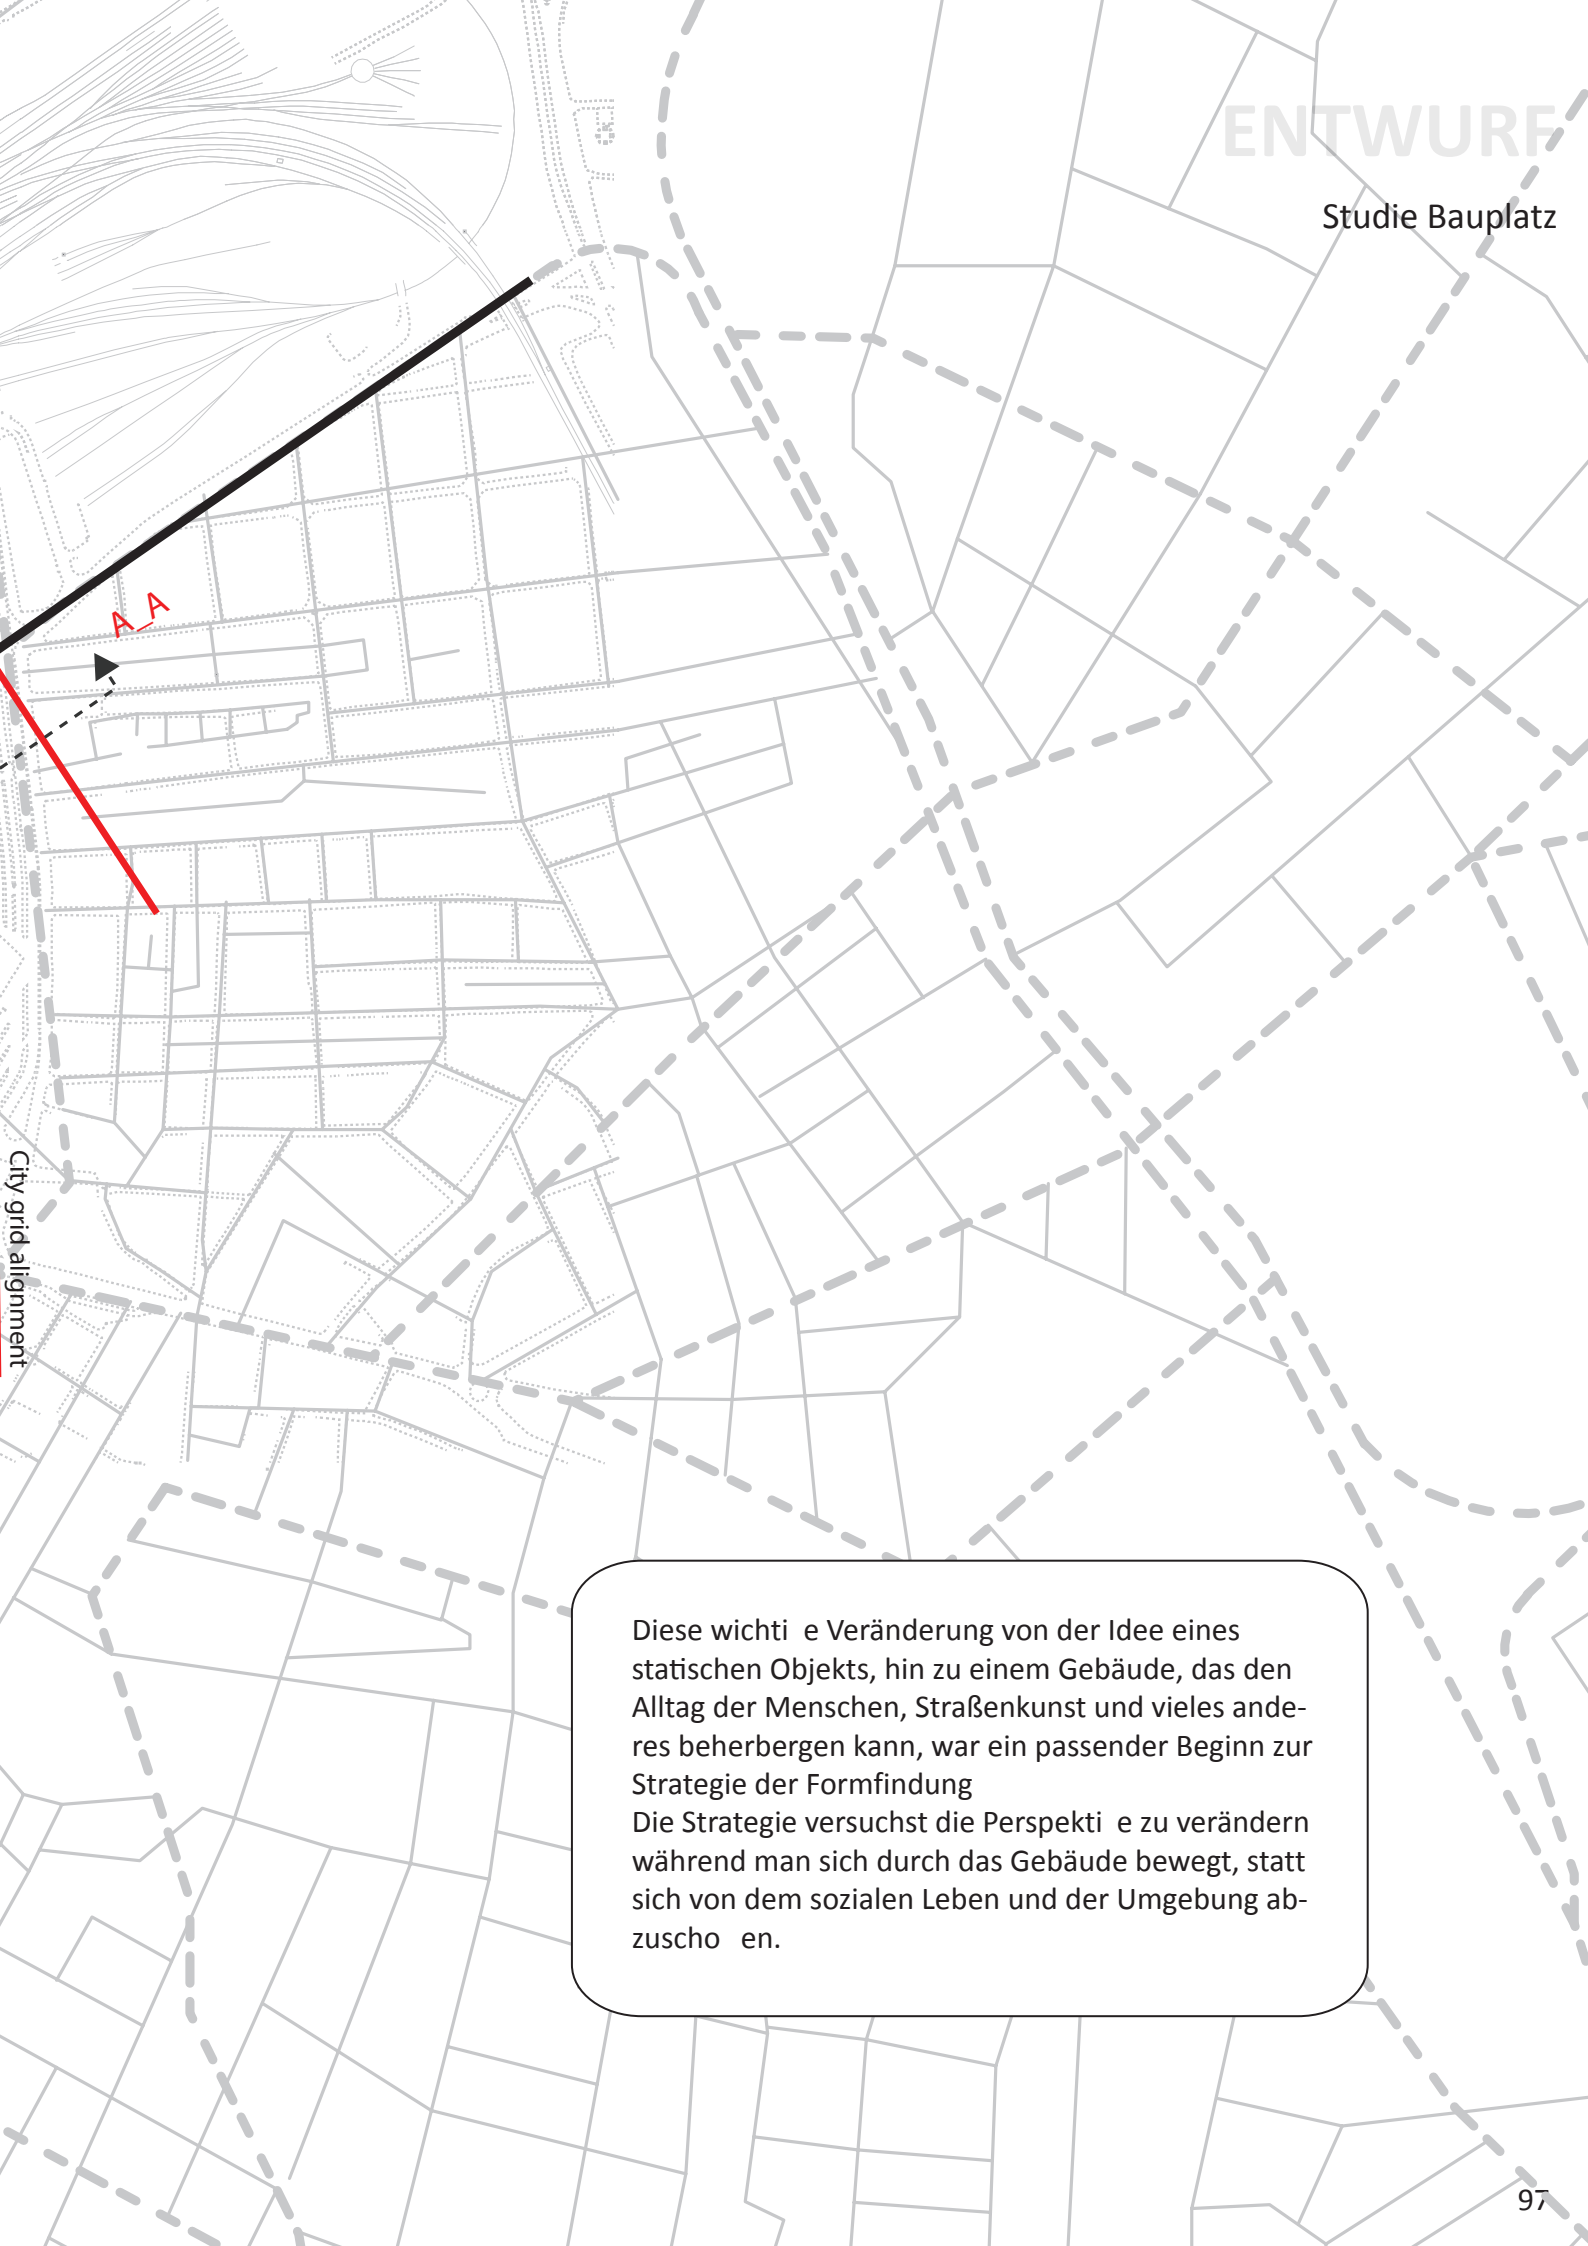 ENTWURF
Studie Bauplatz
A_A
City grid alignment
Diese wichti e Veränderung von der Idee eines
statischen Objekts, hin zu einem Gebäude, das den
Alltag der Menschen, Straßenkunst und vieles ande-
res beherbergen kann, war ein passender Beginn zur
Strategie der Formfindung
Die Strategie versuchst die Perspekti e zu verändern
während man sich durch das Gebäude bewegt, statt
sich von dem sozialen Leben und der Umgebung ab-
zuscho en.
97